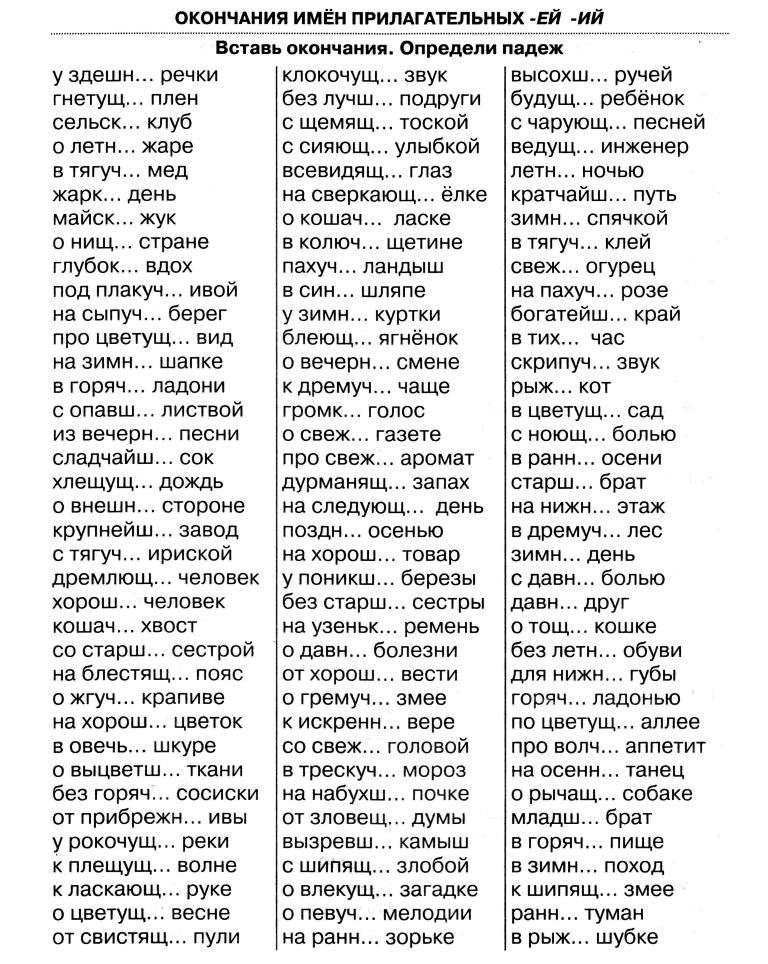 ОКОНЧАНИЯ ИМЁН ПРИЛАГАТЕЛЬНЫХ -ЕЙ -ИЙ
Вставь окончания. Определи падеж
у здешн... речки
гнетущ... плен
сельск... клуб
о летн... жаре
в тягуч... мед
жарк... день
майск... жук
о нищ... стране
глубок... вдох
под плакуч... ивой
на сыпуч... берег
про цветущ... вид
на зимн... шапке
в горяч... ладони
с опавш... листвой
из вечерн... песни
сладчайш... сок
хлещущ... дождь
о внешн... стороне
крупнейш... завод
с тягуч... ириской
дремлющ... человек
хорош... человек
кошач... хвост
со старш... сестрой
на блестящ... пояс
о жгуч... крапиве
на хорош... цветок
в овечь... шкуре
о выцветш... ткани
без горяч... сосиски
от прибрежн... ивы
у рокочущ... реки
к плещущ... волне
к ласкающ... руке
о цветущ... весне
от свистящ... пули
клокочущ... звук
без лучш... подруги
с щемящ... тоской
с сияющ... улыбкой
всевидящ... глаз
на сверкающ... ёлке
о кошач... ласке
в колюч... щетине
пахуч... ландыш
в син... шляпе
у зимн... куртки
блеющ... ягнёнок
о вечерн... смене
к дремуч... чаще
громк... голос
о свеж... газете
про свеж... аромат
дурманящ... запах
на следующ... день
поздн... осенью
на хорош... товар
у поникш... березы
без старш... сестры
на узеньк... ремень
о давн... болезни
от хорош... вести
о гремуч... змее
к искренн... вере
со свеж... головой
в трескуч... мороз
на набухш... почке
от зловещ... думы
вызревш... камыш
с шипящ... злобой
о влекущ... загадке
о певуч... мелодии
на ранн... зорьке
высохш... ручей
будущ... ребёнок
с чарующ... песней
ведущ... инженер
летн... ночью
кратчайш... путь
зимн... спячкой
в тягуч... клей
свеж... огурец
на пахуч... розе
богатейш... край
в тих... час
скрипуч... звук
рыж... кот
в цветущ... сад
с ноющ... болью
в ранн... осени
старш... брат
на нижн... этаж
в дремуч... лес
зимн... день
с давн... болью
давн... друг
о тощ... кошке
без летн... обуви
для нижн... губы
горяч... ладонью
по цветущ... аллее
про волч... аппетит
на осенн... танец
о рычащ... собаке
младш... брат
в горяч... пище
в зимн... поход
к шипящ... змее
ранн... туман
в рыж... шубке